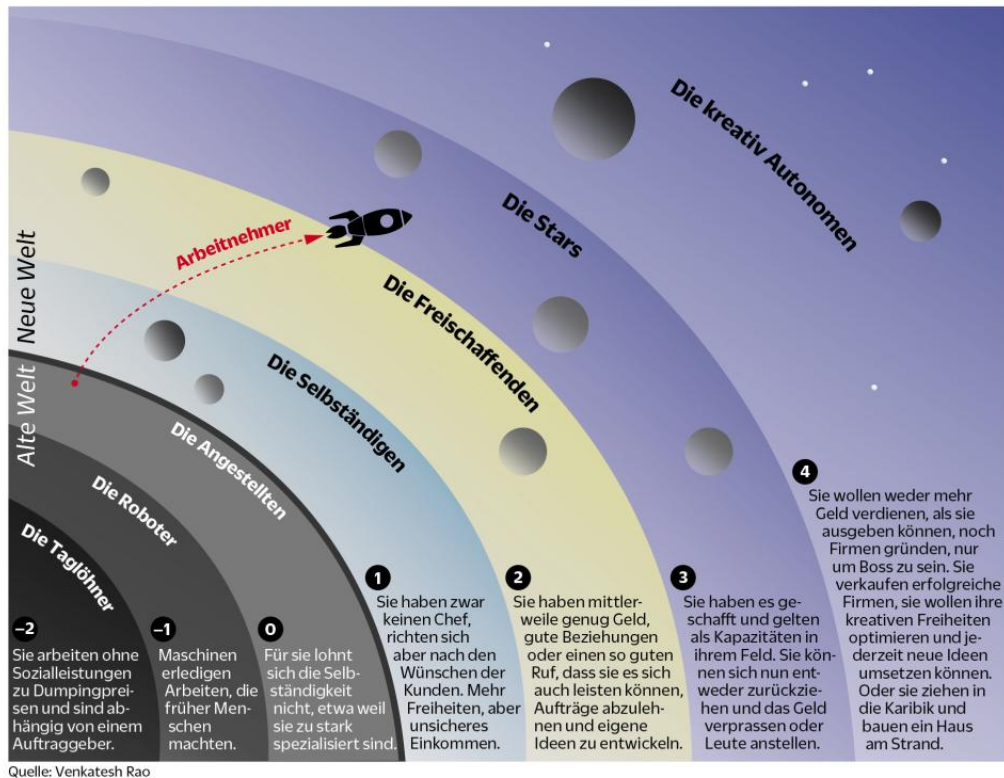 Neue Welt
Alte Welt
Arbeitnehmer
Die kreativ Autonomen
Die Stars
Die Freischaffenden
Die Selbständigen
Die Angestellten
Die Roboter
Die Taglöhner
–2
Sie arbeiten ohne
Sozialleistungen
zu Dumpingprei-
sen und sind ab-
hängig von einem
Auftraggeber.
–1
Maschinen
erledigen
Arbeiten, die
früher Men-
schen
machten.
0
Für sie lohnt
sich die Selb-
ständigkeit
nicht, etwa weil
sie zu stark
spezialisiert sind.
1
Sie haben zwar
keinen Chef,
richten sich
aber nach den
Wünschen der
Kunden. Mehr
Freiheiten, aber
unsicheres
Einkommen.
2
Sie haben mittler-
weile genug Geld,
gute Beziehungen
oder einen so guten
Ruf, dass sie es sich
auch leisten können,
Aufträge abzuleh-
nen und eigene
Ideen zu entwickeln.
3
Sie haben es ge-
schafft und gelten
als Kapazitäten in
ihrem Feld. Sie kön-
nen sich nun ent-
weder zurückzie-
hen und das Geld
verprassen oder
Leute anstellen.
4
Sie wollen weder mehr
Geld verdienen, als sie
ausgeben können, noch
Firmen gründen, nur
um Boss zu sein. Sie
verkaufen erfolgreiche
Firmen, sie wollen ihre
kreativen Freiheiten
optimieren und je-
derzeit neue Ideen
umsetzen können.
Oder sie ziehen in
die Karibik und
bauen ein Haus
am Strand.
Quelle: Venkatesh Rao